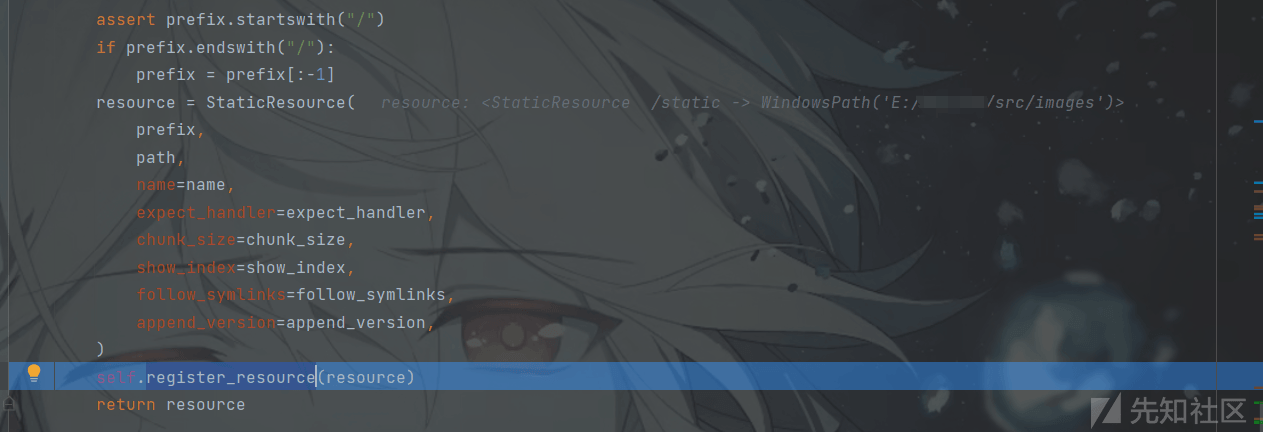 assert prefix.startswith("/")
if prefix.endswith("/"):
prefix = prefix[:-1]
resource = StaticResource( resource: <StaticResource /static -> WindowsPath('E:/ /src/images')>
prefix,
path,
name=name,
expect_handler=expect_handler,
chunk_size=chunk_size,
show_index=show_index,
follow_symlinks=follow_symlinks,
append_version=append_version,
)
self.register_resource(resource)
return resource
先知社区